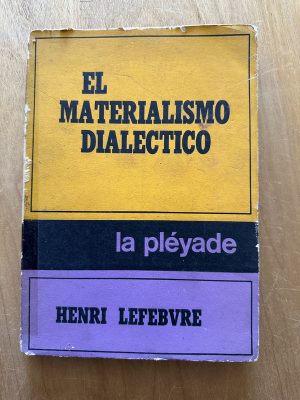 EL
MATERIALISMO
DIALECTICO
la pléyade
HENRI LEFEBVRE